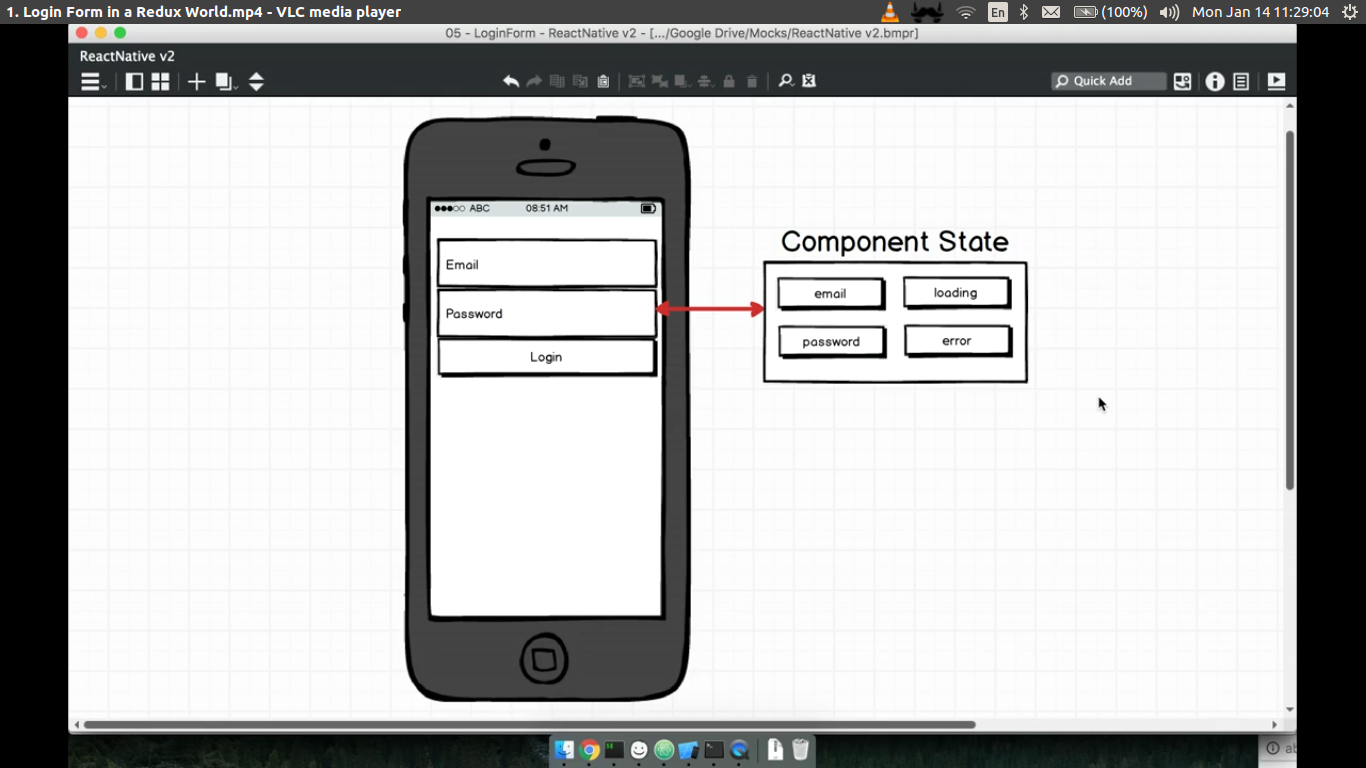 1. Login Form in a Redux World.mp4 - VLC media player
En
(100%)
Mon Jan 14 11:29:04
05 - LoginForm - ReactNative v2 - [.../Google Drive/Mocks/ReactNative v2.bmpr]
ReactNative v2
Quick Add
ABC
08:51 AM
Component State
Email
email
loading
Password
password
error
Login